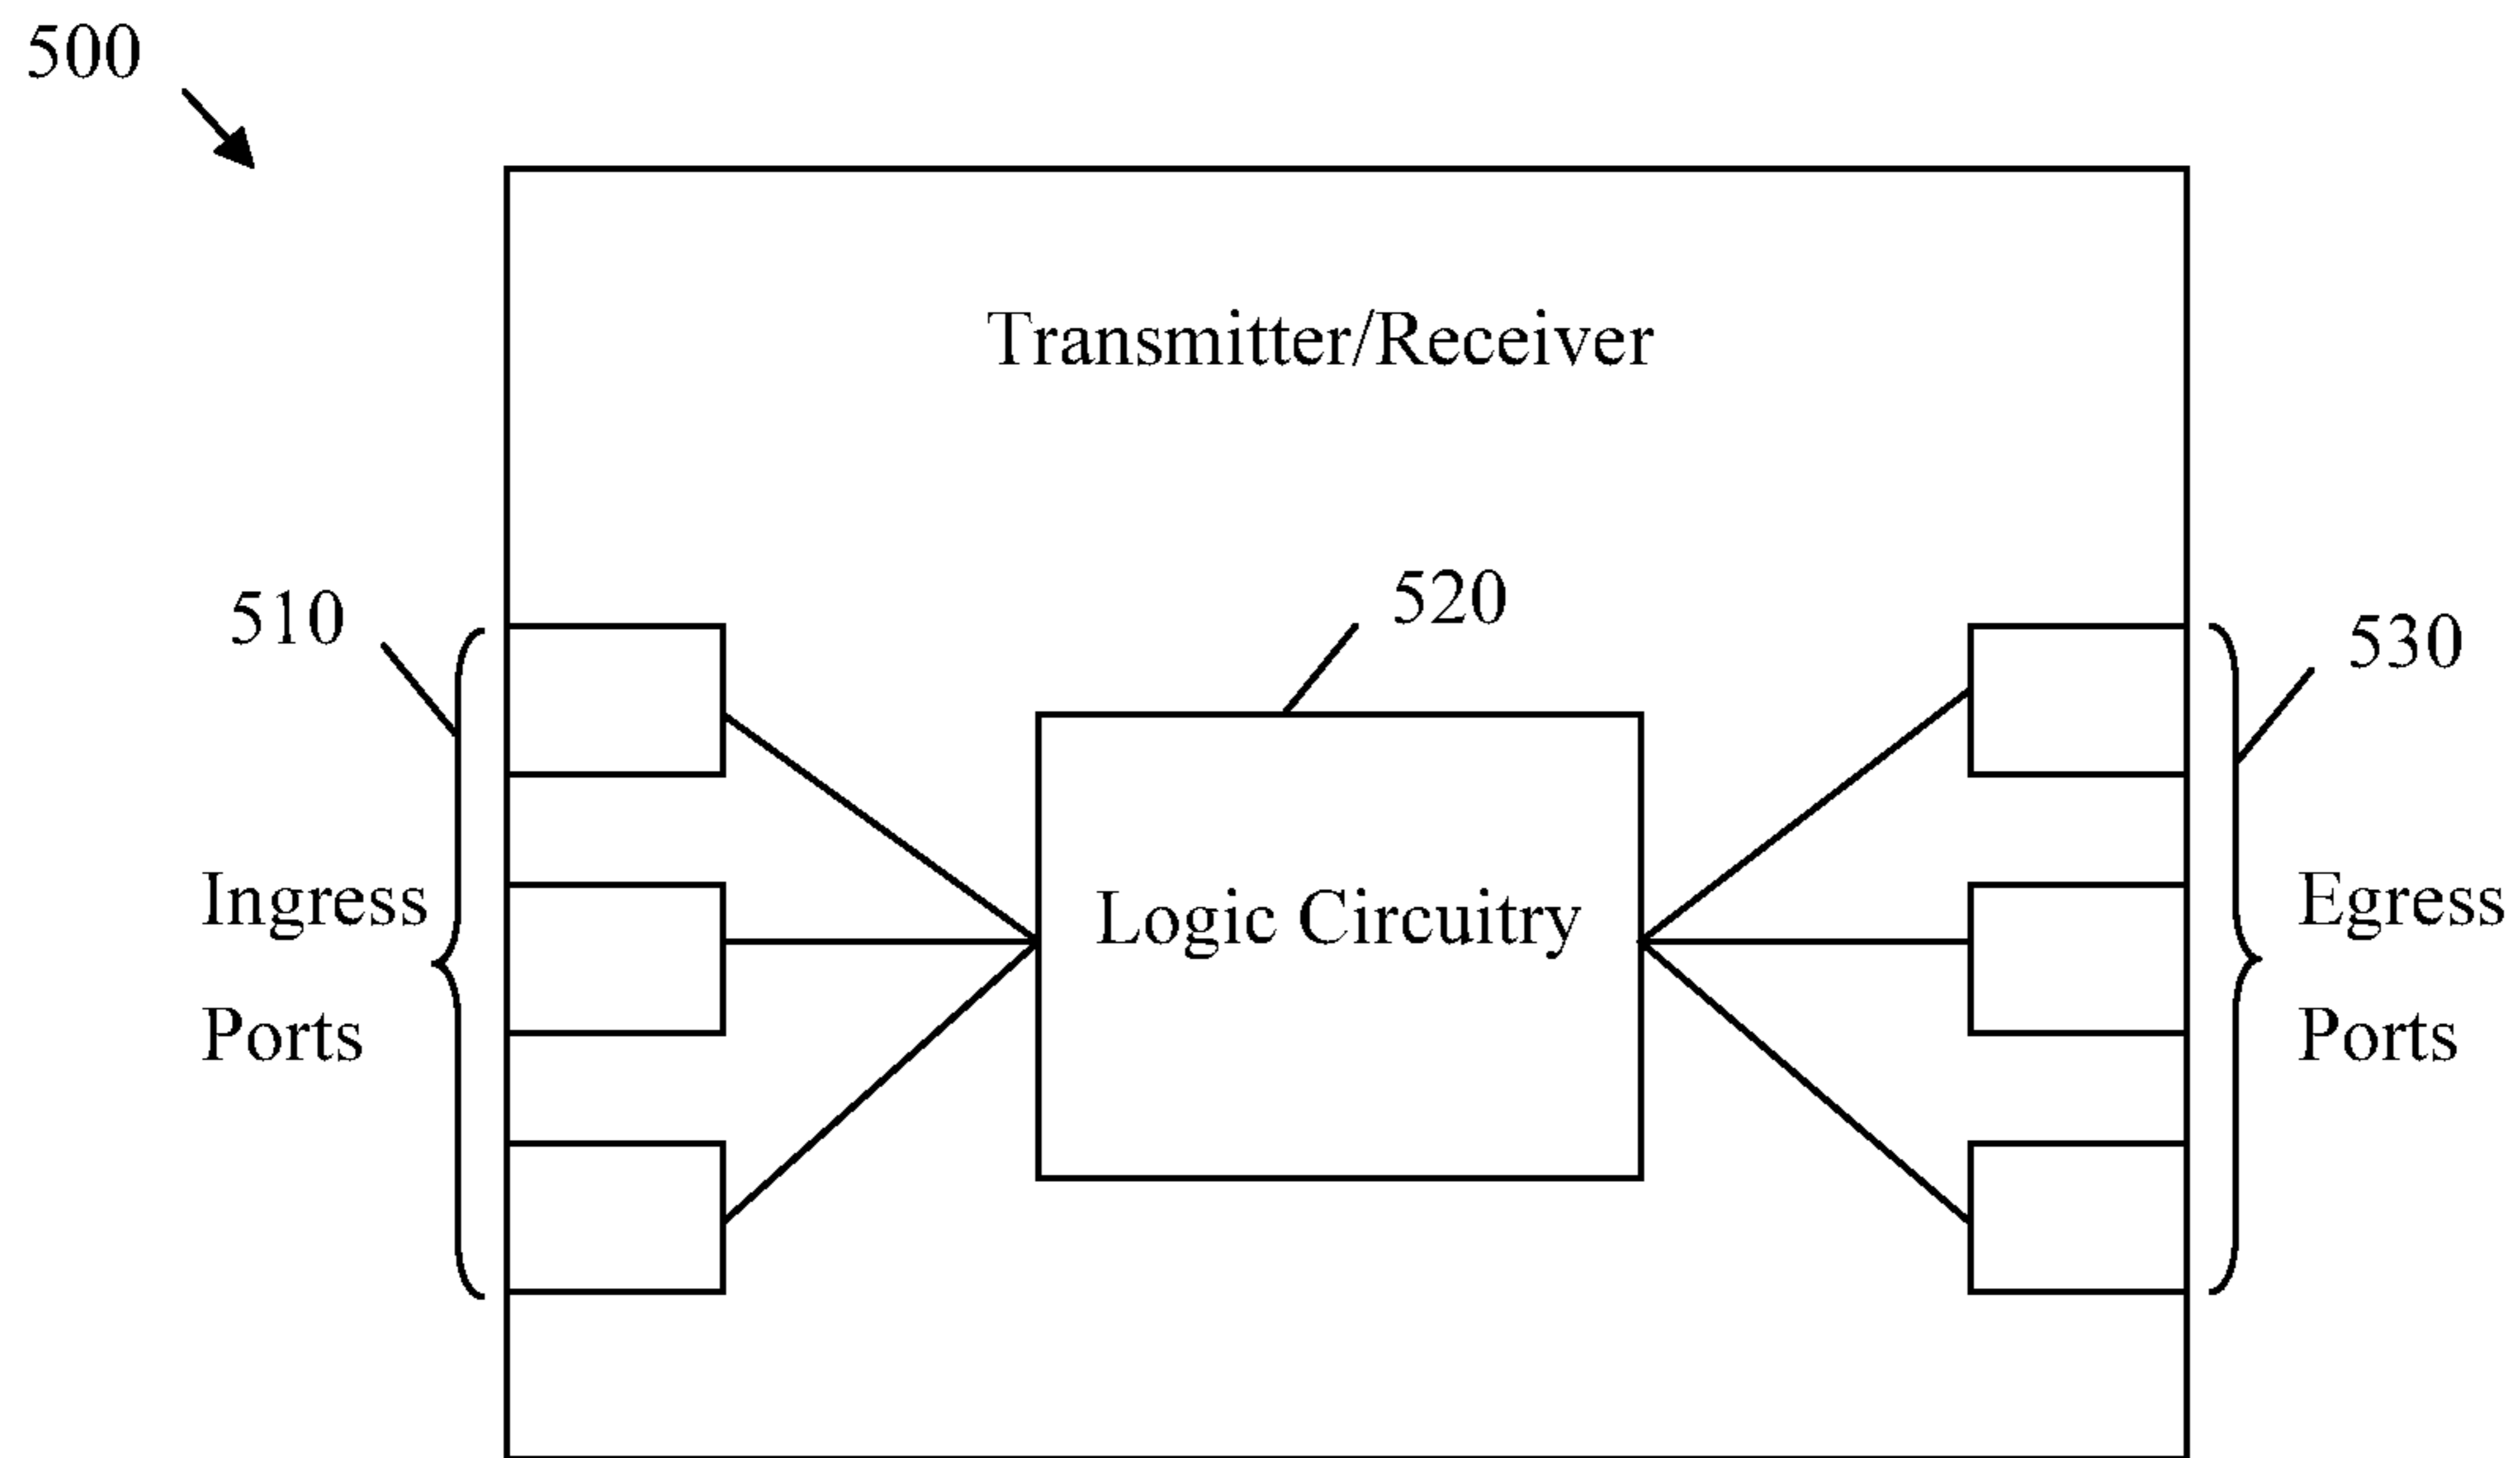 500
Transmitter/Receiver
510
520
530
Ingress
Ports
Logic Circuitry
Egress
Ports